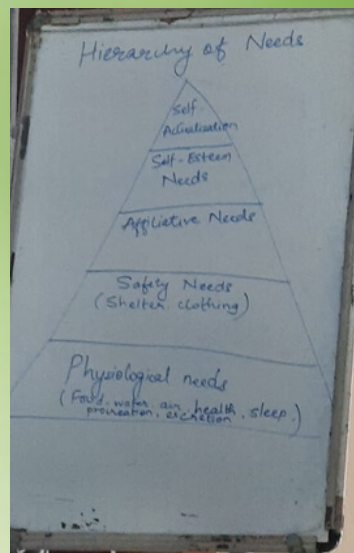 Hierarchy of Needs
Self-
Actualization
Self-Esteem
Needs
Affiliative Needs
Safety Needs
(Shelter. clothing)
Physiological needs
(Food. water. air. health. sleep.
procreation. excretion.)